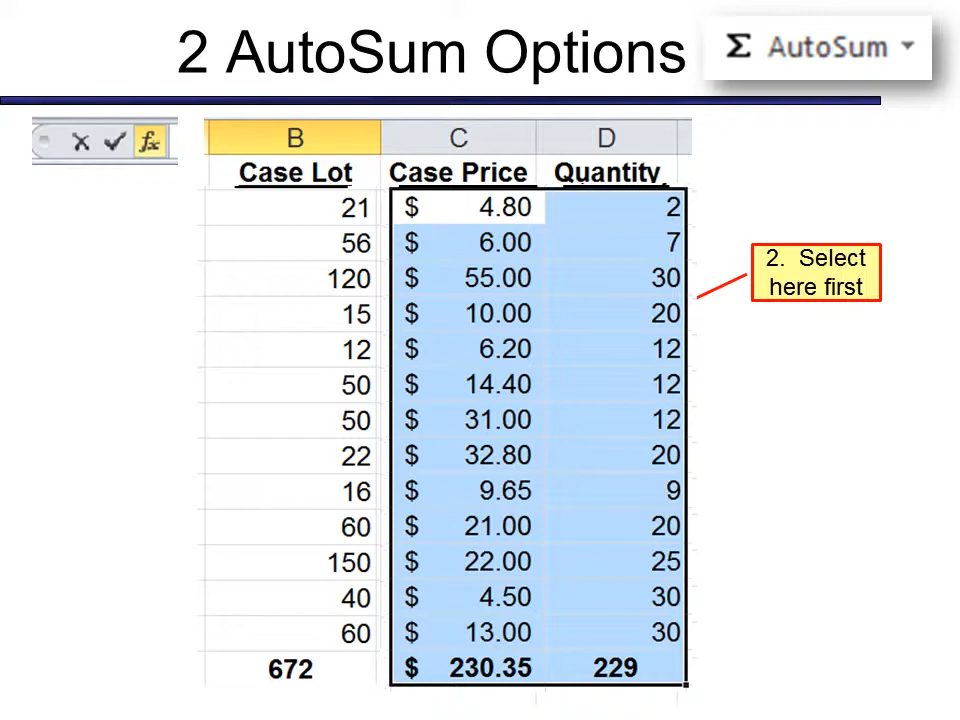 2 AutoSum Options
Σ AutoSum
fx
B C D
Case Lot Case Price Quantity
21 $ 4.80 2
56 $ 6.00 7
120 $ 55.00 30
15 $ 10.00 20
12 $ 6.20 12
50 $ 14.40 12
50 $ 31.00 12
22 $ 32.80 20
16 $ 9.65 9
60 $ 21.00 20
150 $ 22.00 25
40 $ 4.50 30
60 $ 13.00 30
672 $ 230.35 229
2. Select
here first